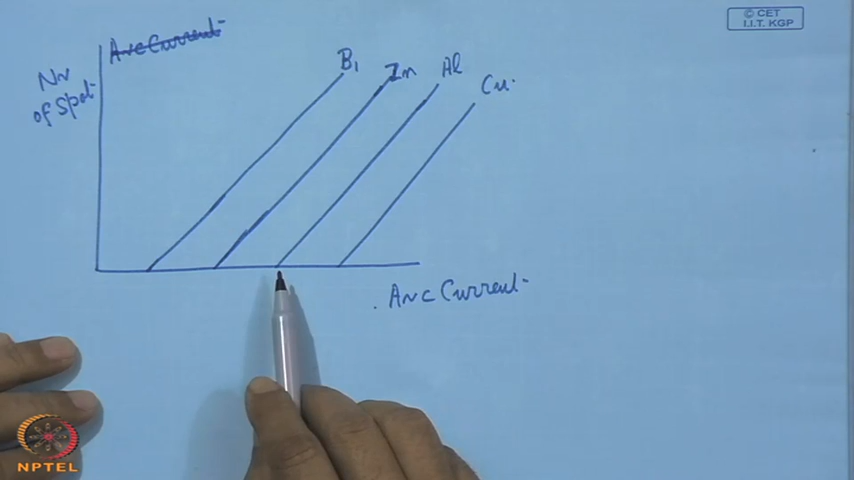 © CET
I.I.T. KGP
Arc Current
No
of Spot
Bi
Zn
Al
Cu
Arc Current
NPTEL